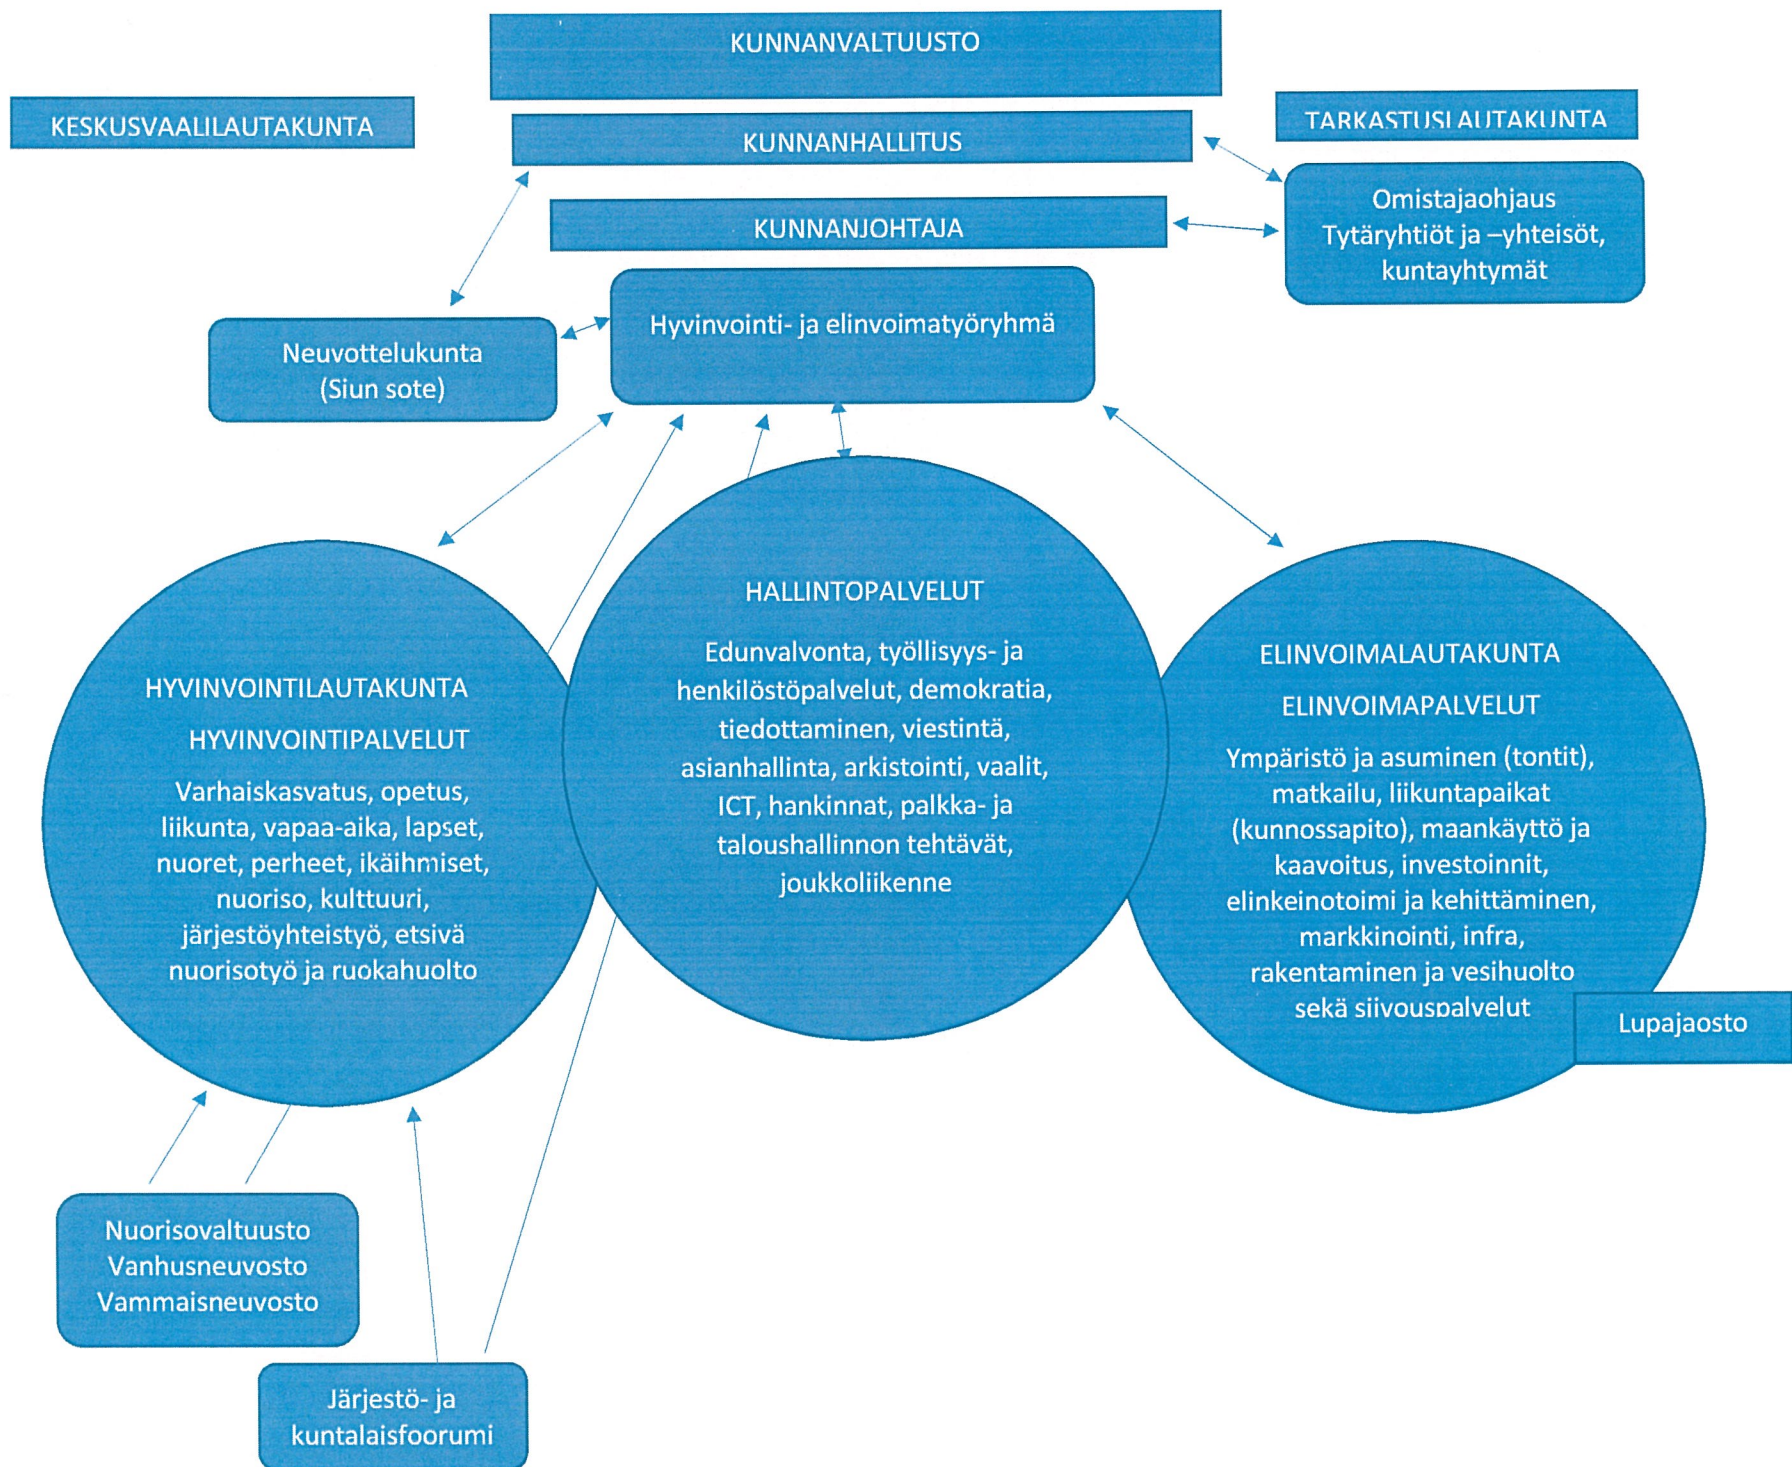 KUNNANVALTUUSTO
KESKUSVAALILAUTAKUNTA
TARKASTUSLAUTAKUNTA
KUNNANHALLITUS
Omistajaohjaus
Tytäryhtiöt ja –yhteisöt,
kuntayhtymät
KUNNANJOHTAJA
Hyvinvointi- ja elinvoimatyöryhmä
Neuvottelukunta
(Siun sote)
HYVINVOINTILAUTAKUNTA
HYVINVOINTIPALVELUT
Varhaiskasvatus, opetus,
liikunta, vapaa-aika, lapset,
nuoret, perheet, ikäihmiset,
nuoriso, kulttuuri,
järjestöyhteistyö, etsivä
nuorisotyö ja ruokahuolto
HALLINTOPALVELUT
Edunvalvonta, työllisyys- ja
henkilöstöpalvelut, demokratia,
tiedottaminen, viestintä,
asianhallinta, arkistointi, vaalit,
ICT, hankinnat, palkka- ja
taloushallinnon tehtävät,
joukkoliikenne
ELINVOIMALAUTAKUNTA
ELINVOIMAPALVELUT
Ympäristö ja asuminen (tontit),
matkailu, liikuntapaikat
(kunnossapito), maankäyttö ja
kaavoitus, investoinnit,
elinkeinotoimi ja kehittäminen,
markkinointi, infra,
rakentaminen ja vesihuolto
sekä siivouspalvelut
Lupajaosto
Nuorisovaltuusto
Vanhusneuvosto
Vammaisneuvosto
Järjestö- ja
kuntalaisfoorumi